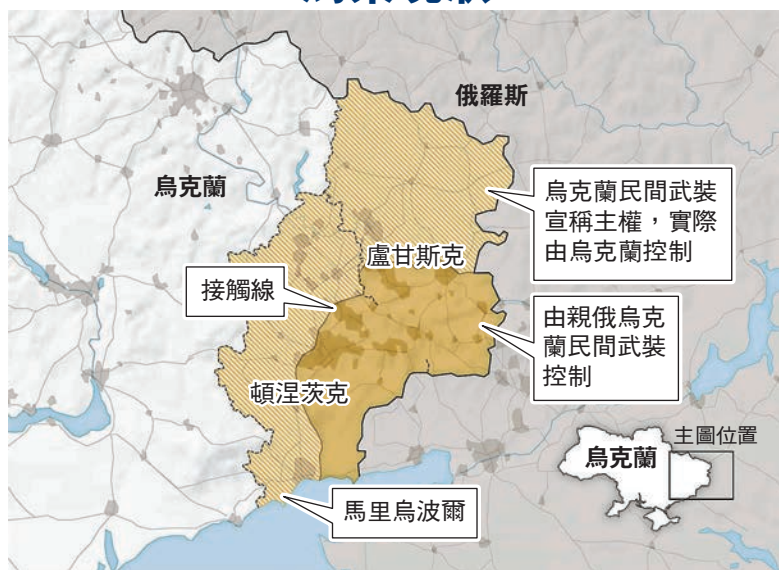 俄羅斯
烏克蘭
烏克蘭民間武裝
宣稱主權，實際
由烏克蘭控制
盧甘斯克
接觸線
由親俄烏克
蘭民間武裝
控制
頓涅茨克
主圖位置
烏克蘭
馬里烏波爾